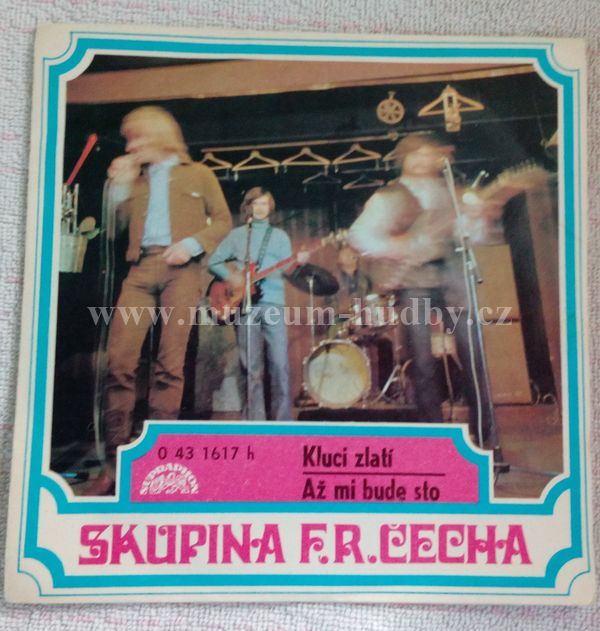 www.muzeum-hudby.cz
0 43 1617 h
Kluci zlatí
Až mi bude sto
SUPRAPHON
SKUPINA F.R. ČECHA